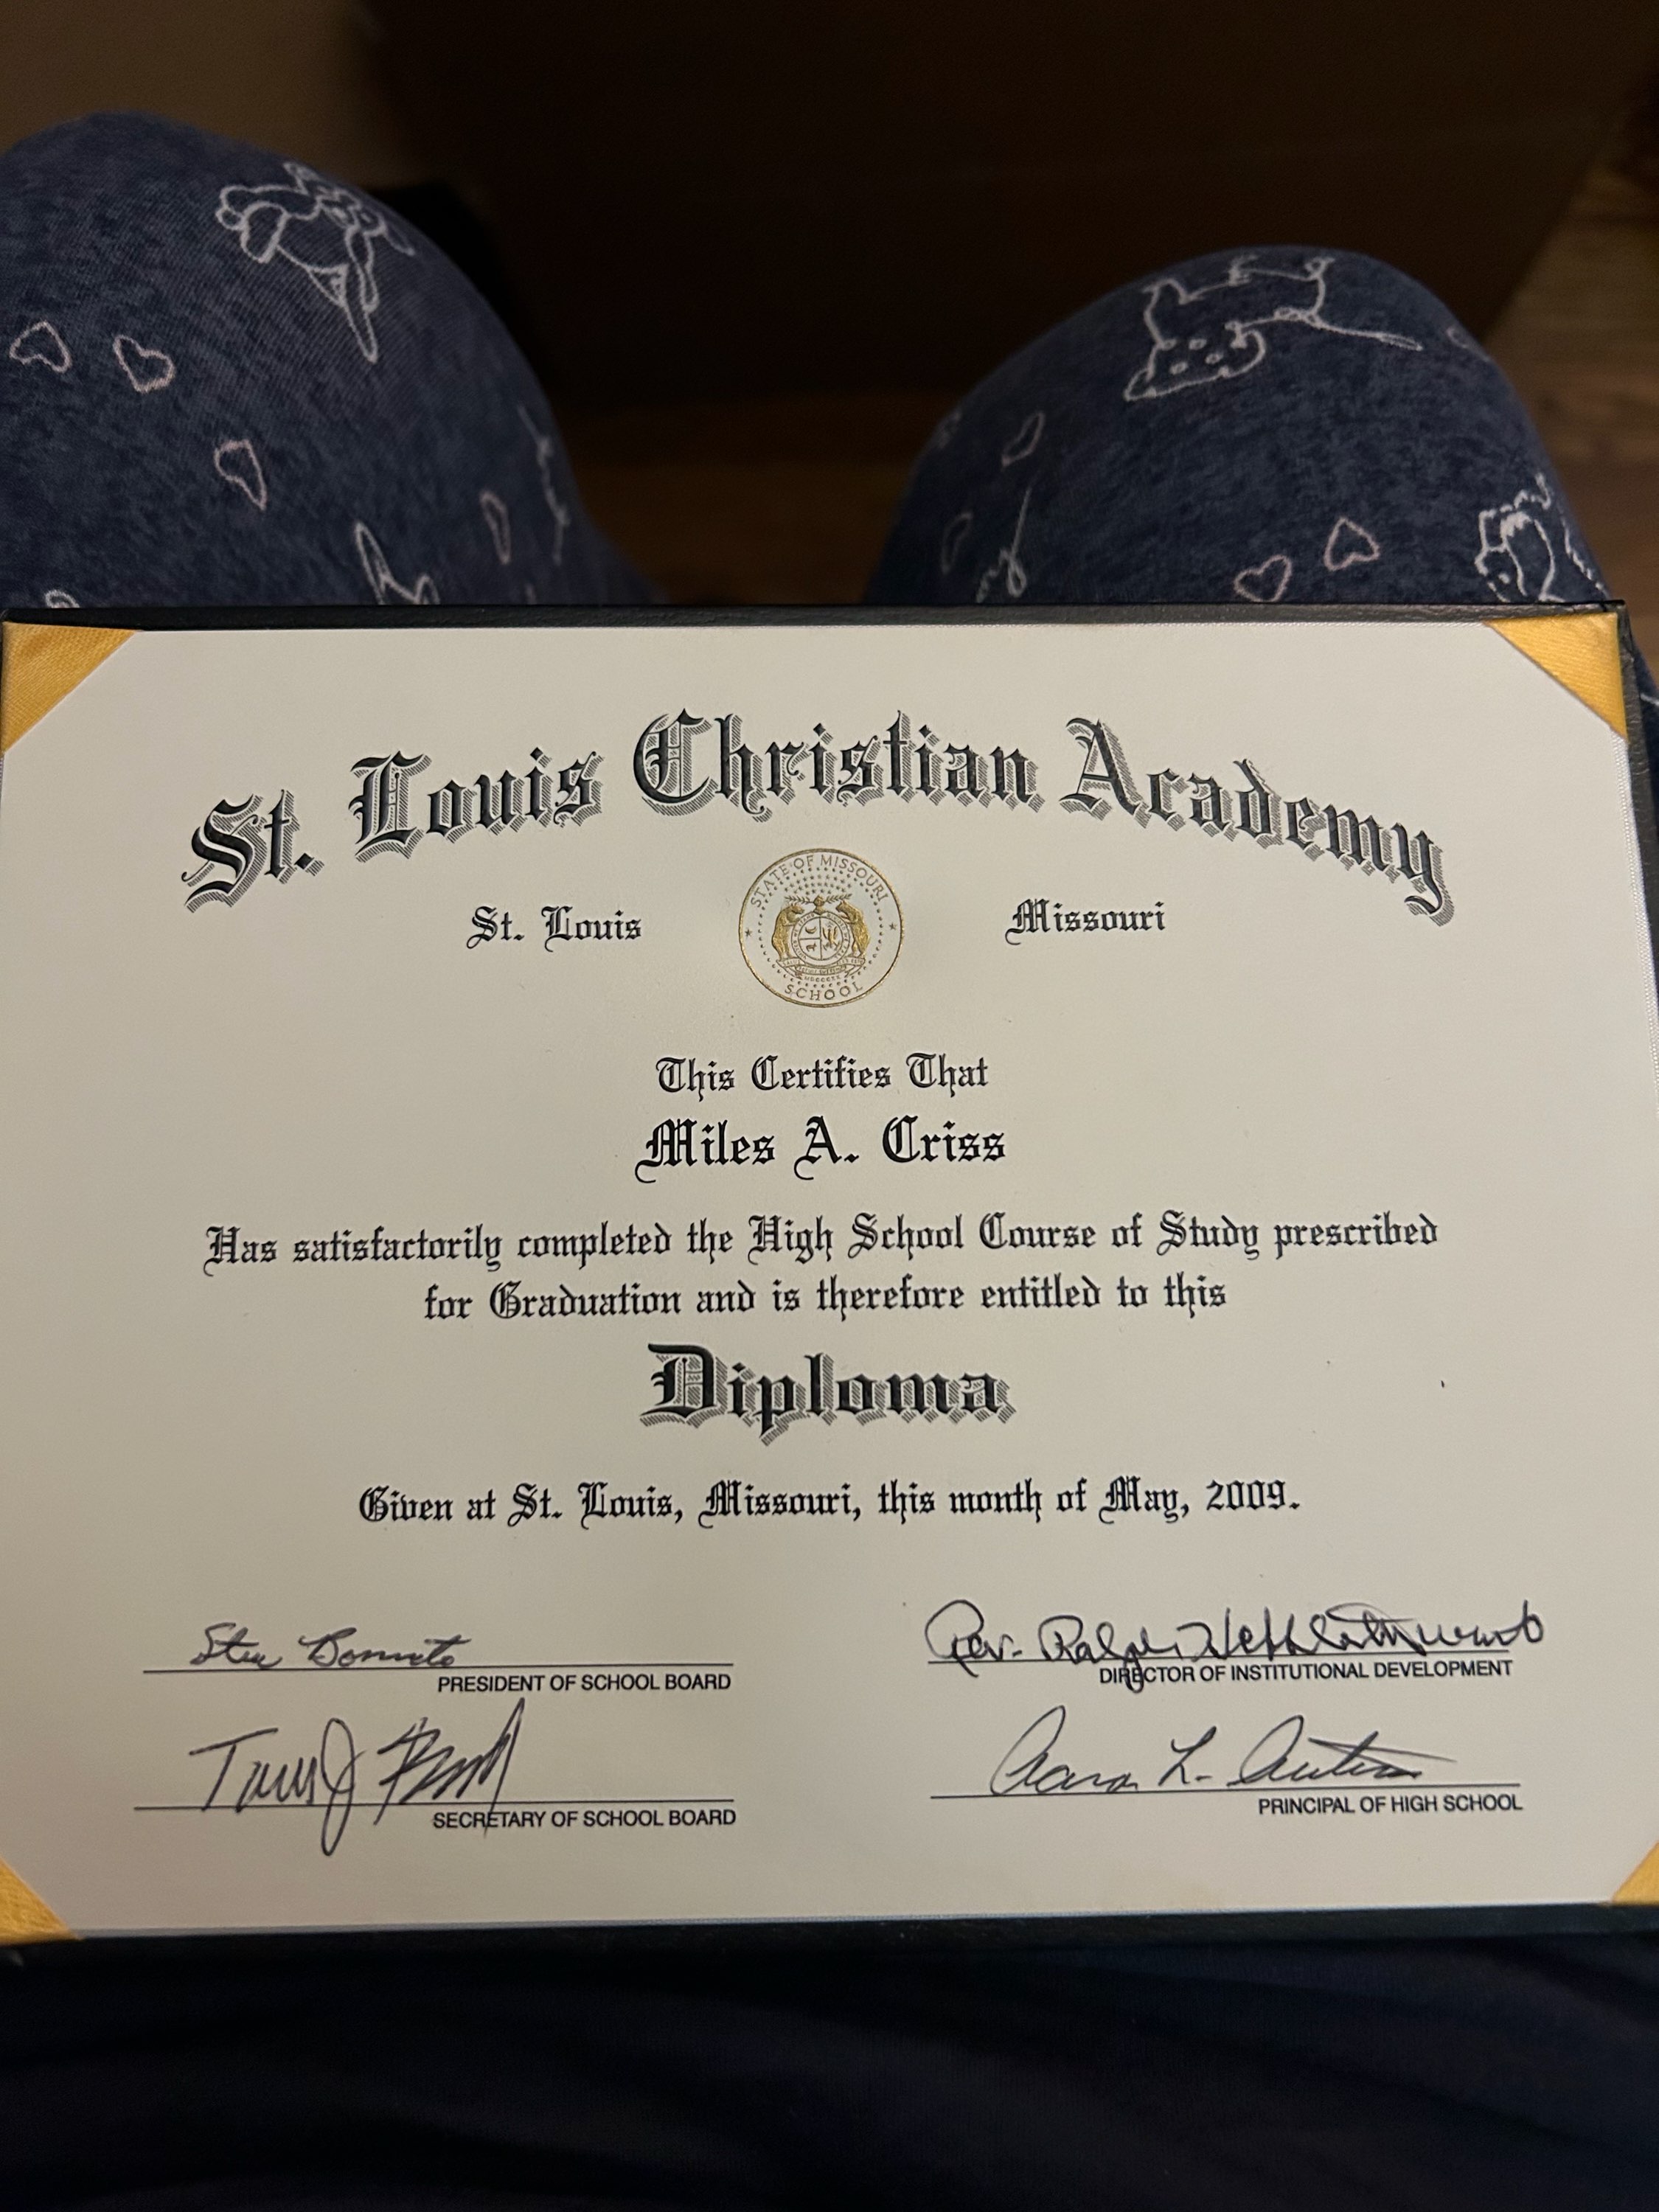 St. Louis Christian Academy
St. Louis
Missouri
STATE OF MISSOURI
SCHOOL
This Certifies That
Miles A. Criss
Has satisfactorily completed the High School Course of Study prescribed
for Graduation and is therefore entitled to this
Diploma
Given at St. Louis, Missouri, this month of May, 2009.
PRESIDENT OF SCHOOL BOARD
Rev. Ralph
DIRECTOR OF INSTITUTIONAL DEVELOPMENT
SECRETARY OF SCHOOL BOARD
Aaron L.
PRINCIPAL OF HIGH SCHOOL